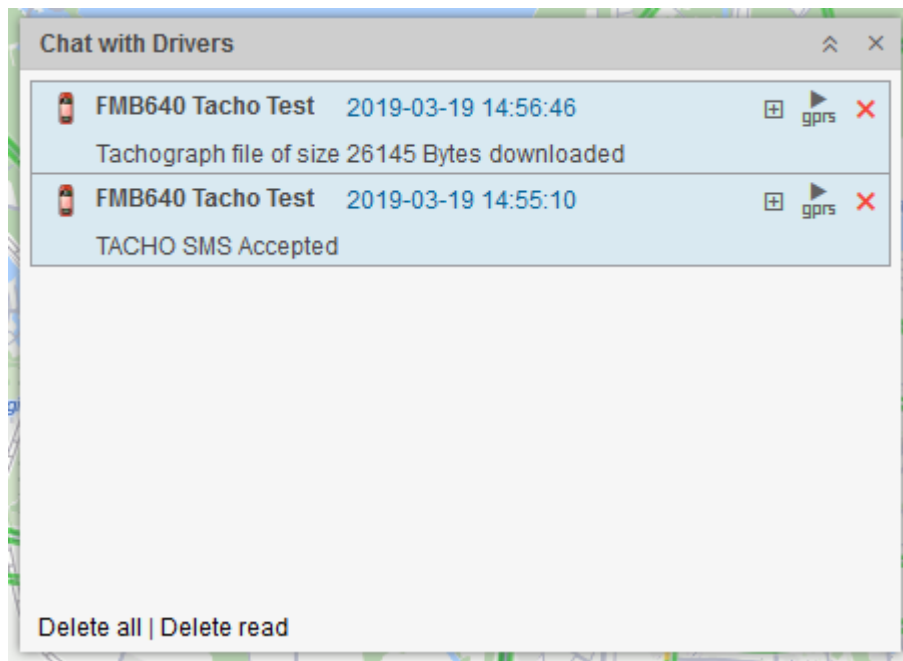 Chat with Drivers
FMB640 Tacho Test 2019-03-19 14:56:46 gprs
Tachograph file of size 26145 Bytes downloaded
FMB640 Tacho Test 2019-03-19 14:55:10 gprs
TACHO SMS Accepted
Delete all | Delete read